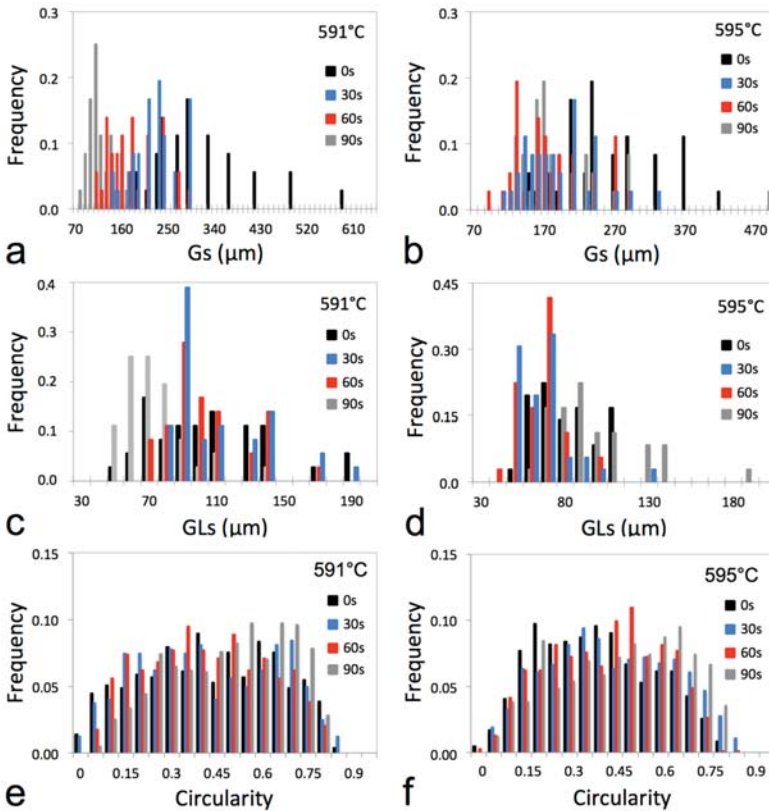 591°C
0s
30s
60s
90s
Frequency
0.3
0.2
0.1
0.0
70 160 250 340 430 520 610
Gs (μm)
a
595°C
0s
30s
60s
90s
Frequency
0.3
0.2
0.1
0.0
70 170 270 370 470
Gs (μm)
b
591°C
0s
30s
60s
90s
Frequency
0.4
0.3
0.2
0.1
0.0
30 70 110 150 190
GLs (μm)
c
595°C
0s
30s
60s
90s
Frequency
0.45
0.30
0.15
0.00
30 80 130 180
GLs (μm)
d
591°C
0s
30s
60s
90s
Frequency
0.15
0.10
0.05
0.00
0 0.15 0.3 0.45 0.6 0.75 0.9
Circularity
e
595°C
0s
30s
60s
90s
Frequency
0.15
0.10
0.05
0.00
0 0.15 0.3 0.45 0.6 0.75 0.9
Circularity
f